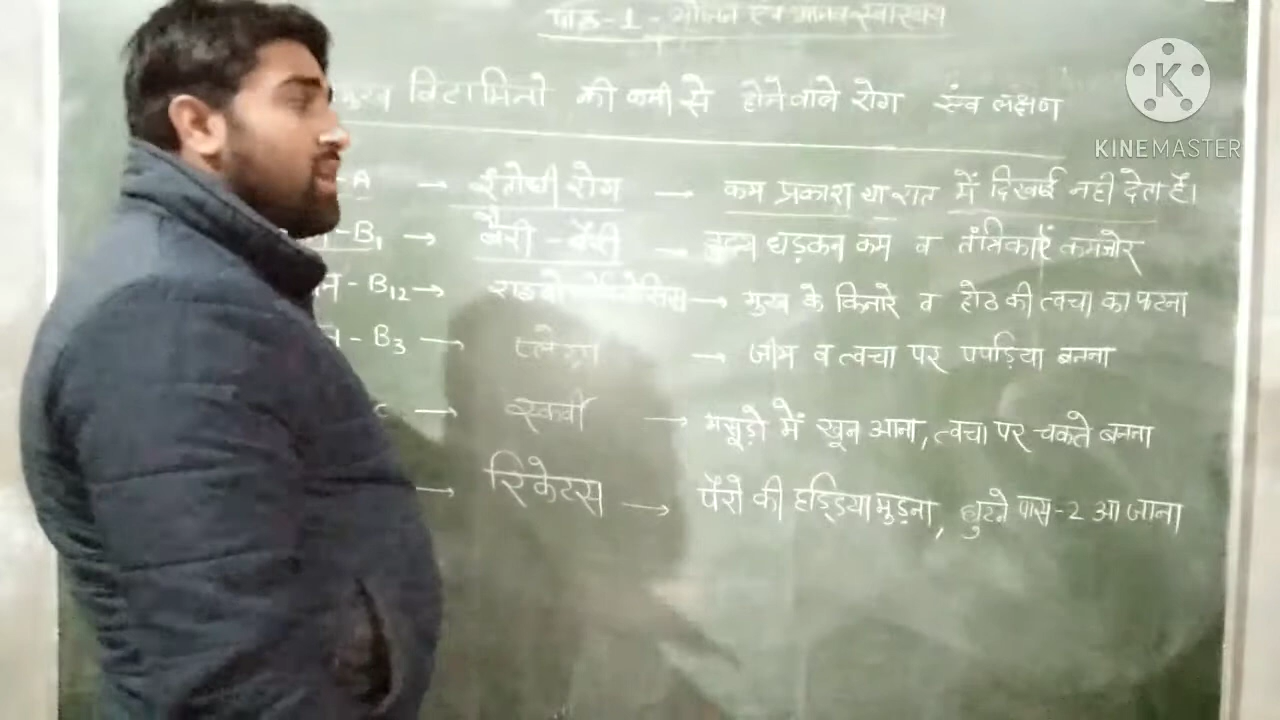 पाठ-1 - भोजन एवं मानव स्वास्थ्य
मुख विटामिनो की कमी से होने वाले रोग एंव लक्षण
-A → रतोंधी रोग → कम प्रकाश या रात में दिखाई नही देता हैं।
न-B1 → बैरी-बैरी → हृदय धड़कन कम व तंत्रिकाऐं कमजोर
न-B12 → → मुख के किनारे व होठ की त्वचा का फटना
न-B3 → → जीभ व त्वचा पर पपड़िया बनना
→ स्कर्वी → मसूड़ो में खून आना, त्वचा पर चकते बनना
→ रिकेटस → पैरो की हड्डिया मुड़ना, घुटने पास-2 आ जाना
K
KINEMASTER